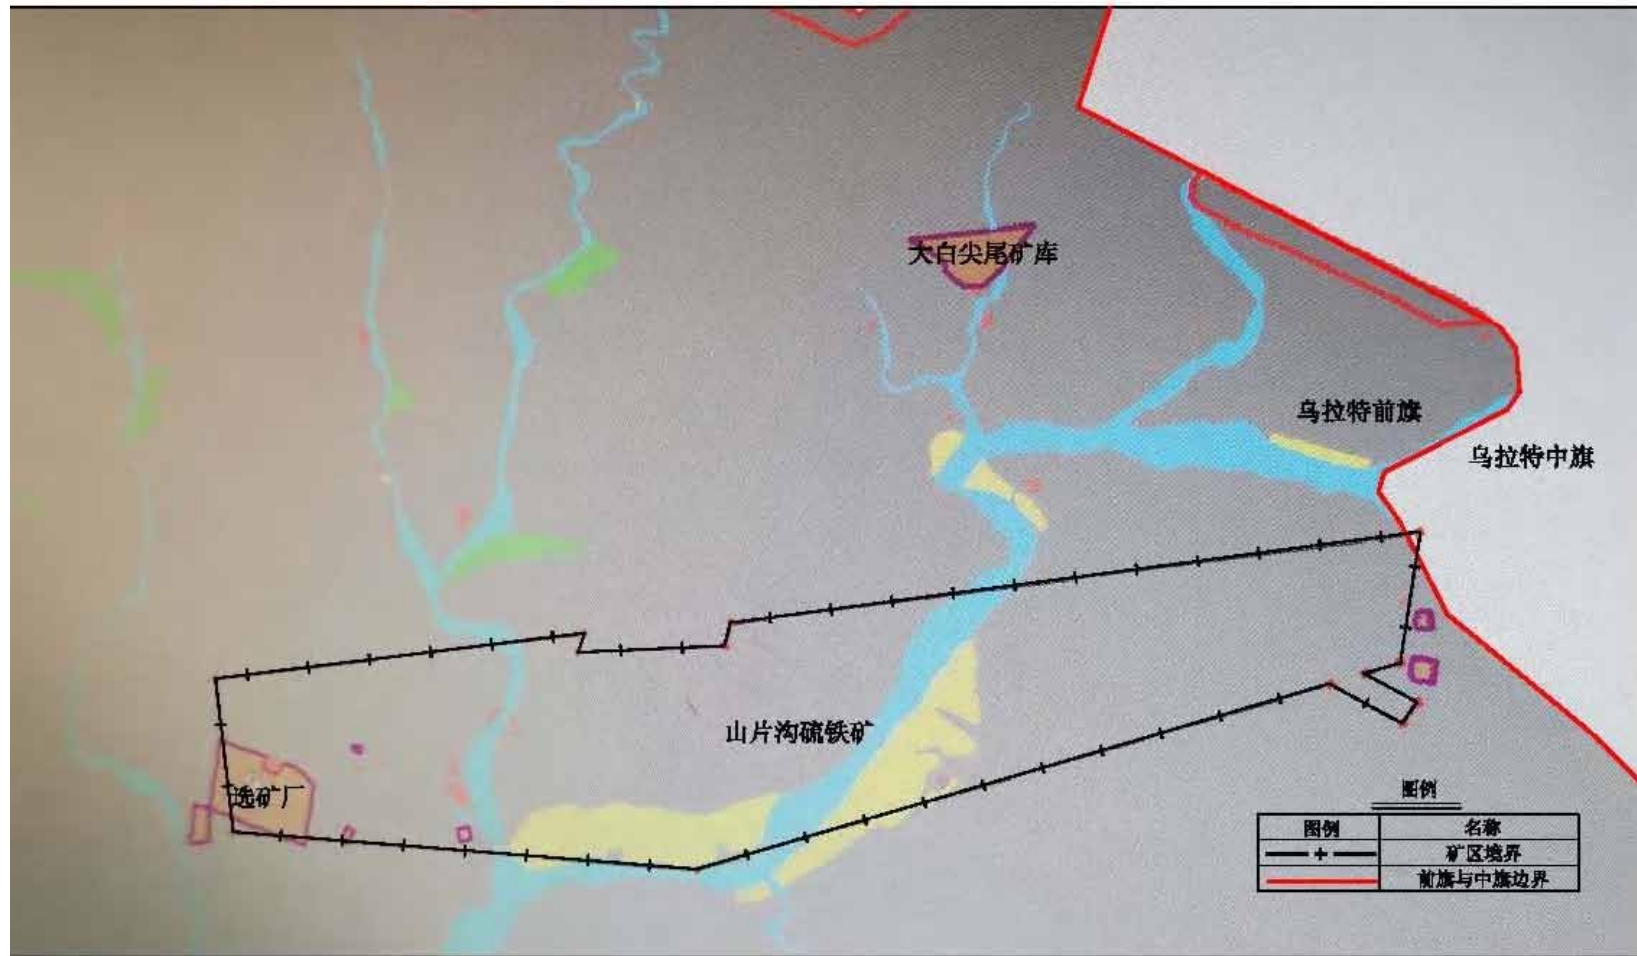 大白尖尾矿库
乌拉特前旗
乌拉特中旗
山片沟硫铁矿
选矿厂
图例
图例 名称
矿区境界
前旗与中旗边界